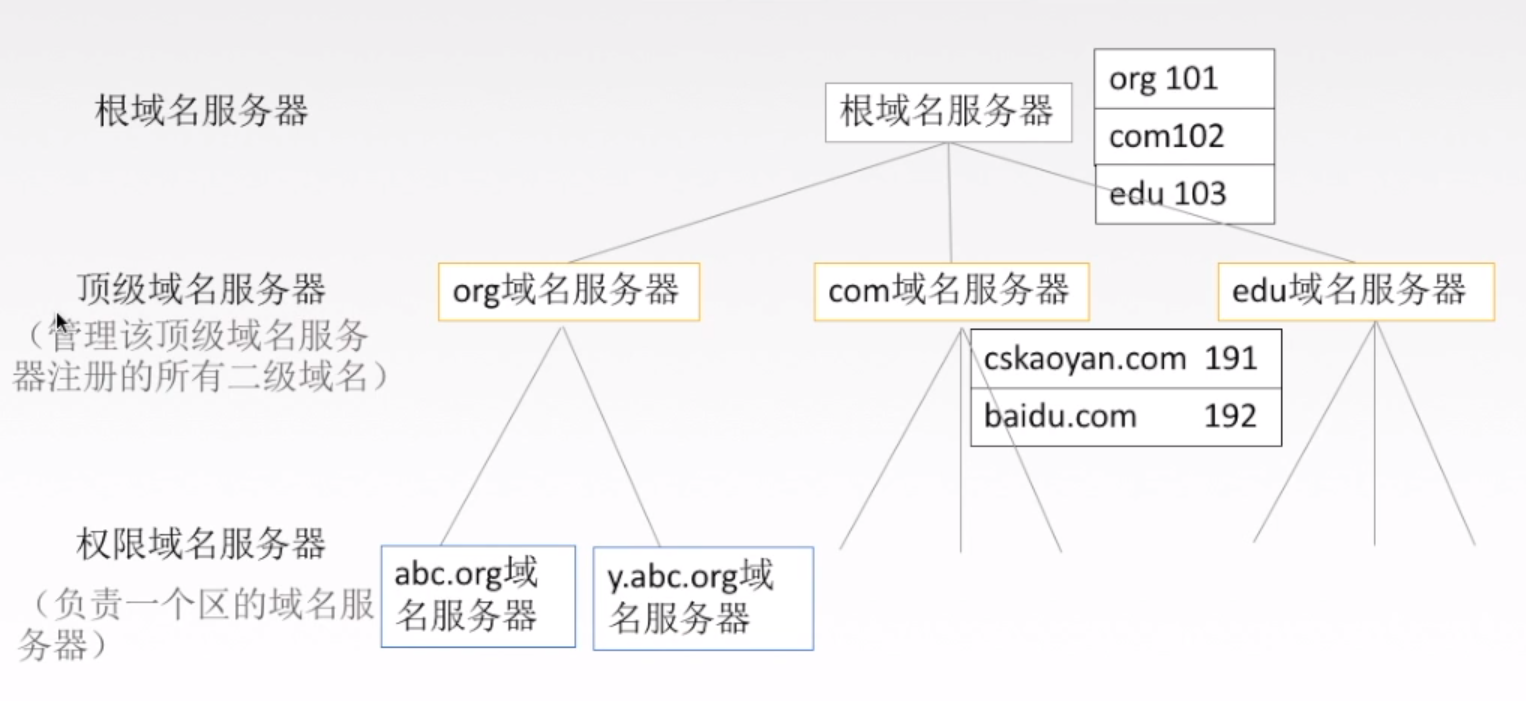 根域名服务器
根域名服务器
org 101
com102
edu 103
顶级域名服务器
（管理该顶级域名服务
器注册的所有二级域名）
org域名服务器
com域名服务器
edu域名服务器
cskaoyan.com 191
baidu.com 192
权限域名服务器
（负责一个区的域名服
务器）
abc.org域
名服务器
y.abc.org域
名服务器